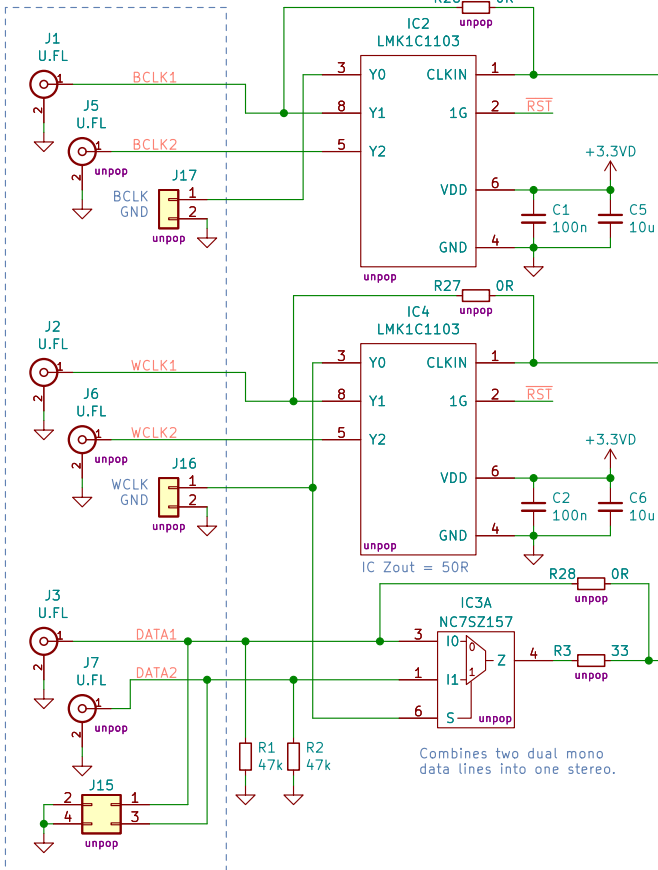 R26 0R
unpop
IC2
LMK1C1103
J1
U.FL
1
2
BCLK1
J5
U.FL
1
2
unpop
BCLK2
J17
BCLK
GND
1
2
unpop
3 Y0
8 Y1
5 Y2
CLKIN 1
1G 2
RST
VDD 6
GND 4
unpop
+3.3VD
C1
100n
C5
10u
R27 0R
unpop
IC4
LMK1C1103
J2
U.FL
1
2
WCLK1
J6
U.FL
1
2
unpop
WCLK2
J16
WCLK
GND
1
2
unpop
3 Y0
8 Y1
5 Y2
CLKIN 1
1G 2
RST
VDD 6
GND 4
unpop
+3.3VD
C2
100n
C6
10u
IC Zout = 50R
R28 0R
unpop
IC3A
NC7SZ157
J3
U.FL
1
2
DATA1
J7
U.FL
1
2
unpop
DATA2
3 I0
0
1 I1
1
6 S
Z 4
unpop
R3 33
unpop
R1
47k
R2
47k
Combines two dual mono
data lines into one stereo.
J15
2 1
4 3
unpop